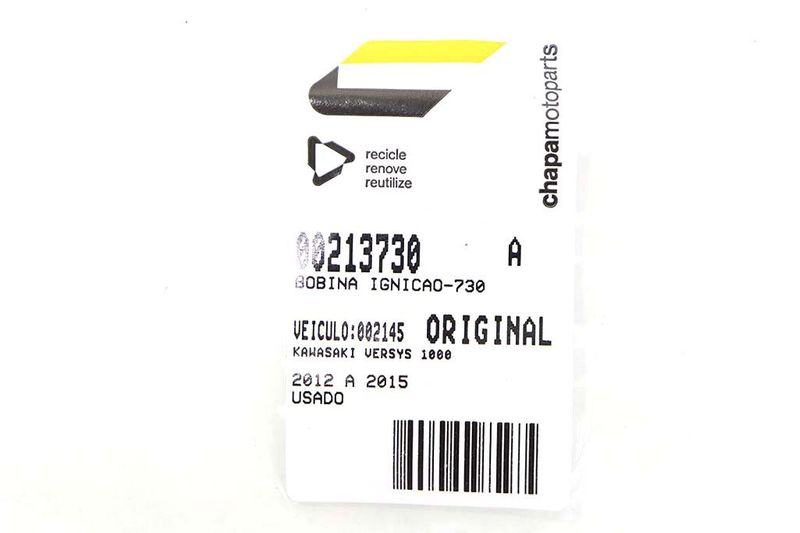 chapamotoparts
recicle
renove
reutilize
00213730 A
BOBINA IGNICAO-730
VEICULO:002145 ORIGINAL
KAWASAKI VERSYS 1000
2012 A 2015
USADO